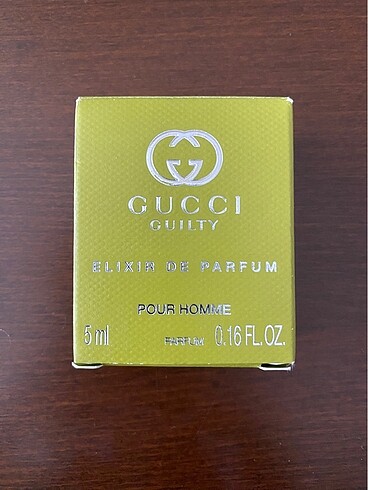 GUCCI
GUILTY
ELIXIR DE PARFUM
POUR HOMME
5 ml PARFUM 0.16 FL.OZ.